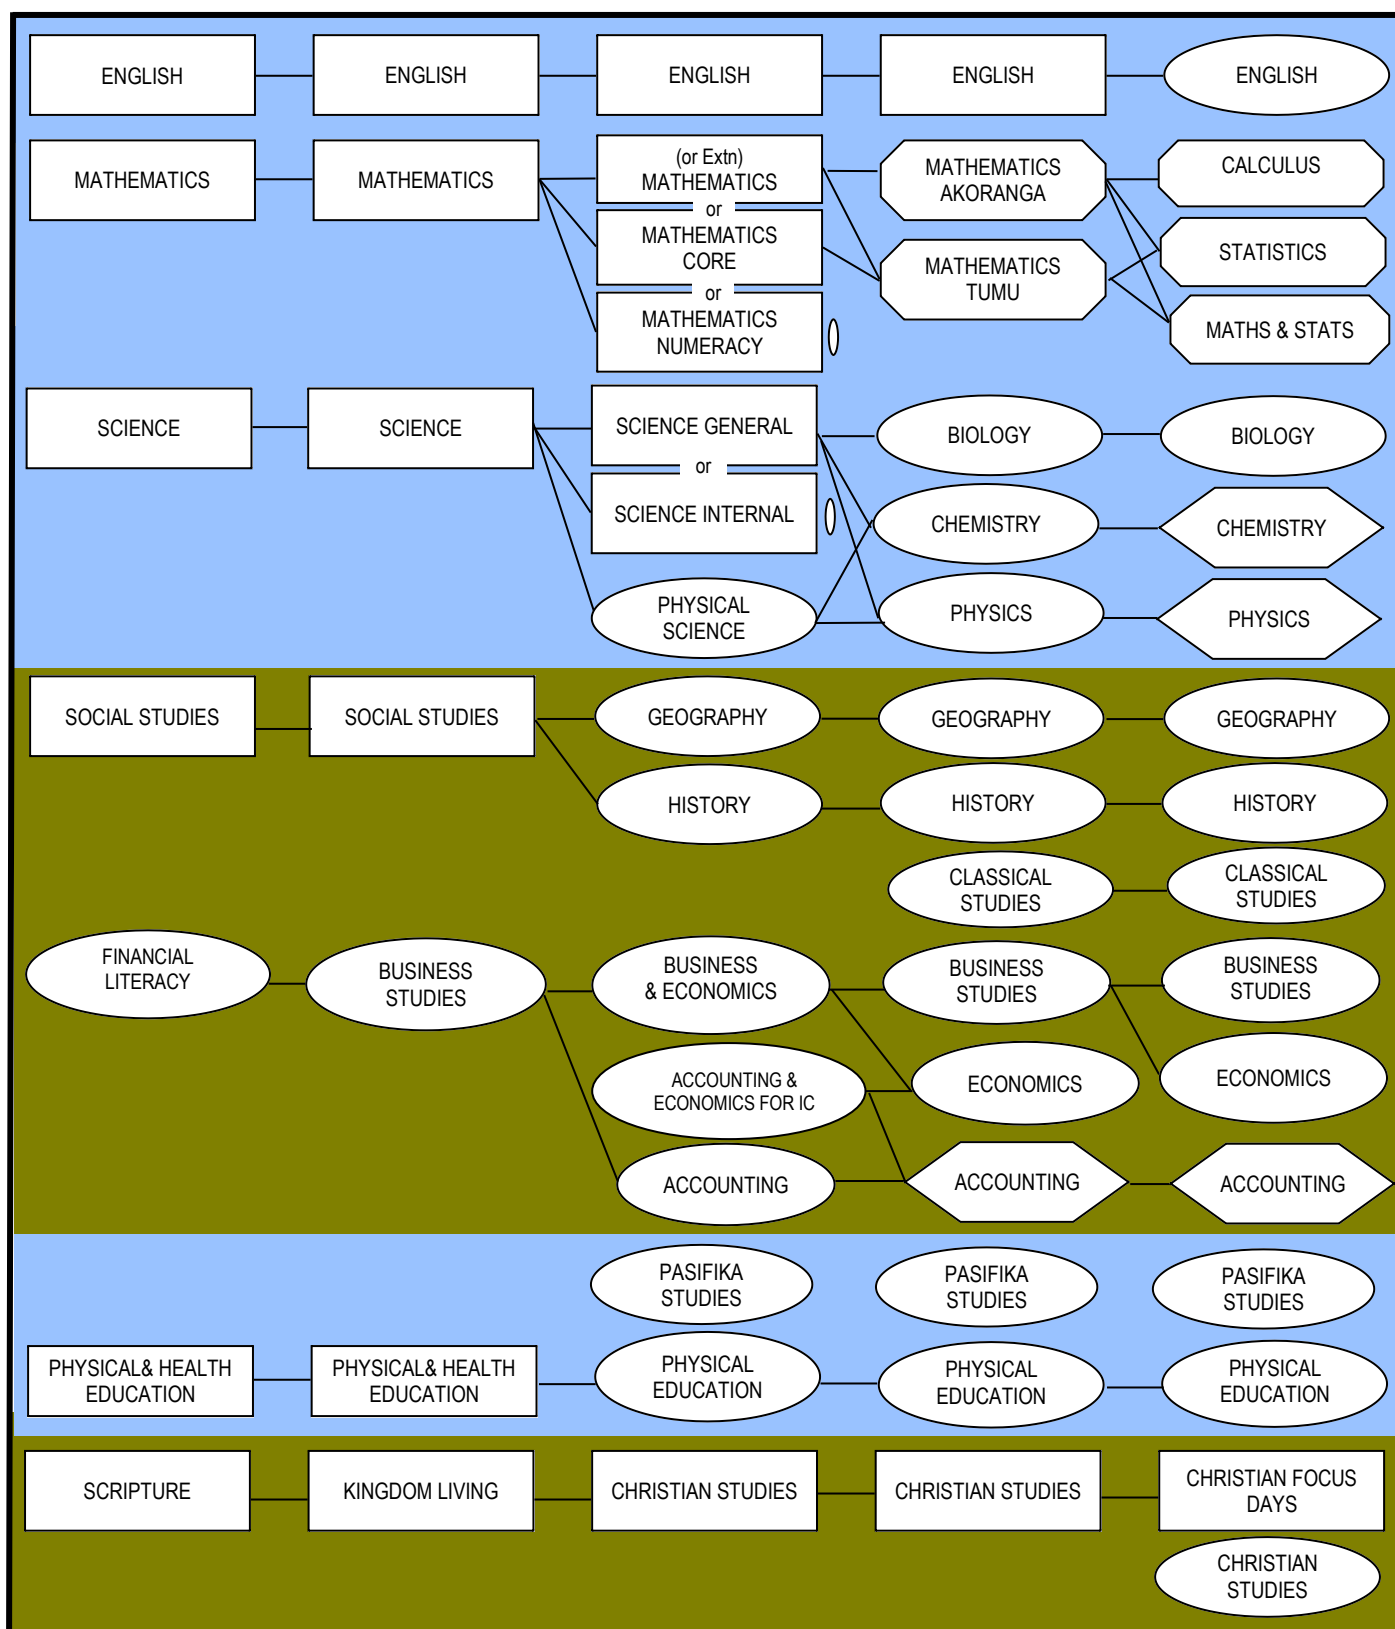 ENGLISH
ENGLISH
ENGLISH
ENGLISH
ENGLISH
MATHEMATICS
MATHEMATICS
(or Extn)
MATHEMATICS
or
MATHEMATICS
CORE
or
MATHEMATICS
NUMERACY
MATHEMATICS
AKORANGA
MATHEMATICS
TUMU
CALCULUS
STATISTICS
MATHS & STATS
SCIENCE
SCIENCE
SCIENCE GENERAL
or
SCIENCE INTERNAL
PHYSICAL
SCIENCE
BIOLOGY
BIOLOGY
CHEMISTRY
CHEMISTRY
PHYSICS
PHYSICS
SOCIAL STUDIES
SOCIAL STUDIES
GEOGRAPHY
GEOGRAPHY
GEOGRAPHY
HISTORY
HISTORY
HISTORY
CLASSICAL
STUDIES
CLASSICAL
STUDIES
FINANCIAL
LITERACY
BUSINESS
STUDIES
BUSINESS
& ECONOMICS
BUSINESS
STUDIES
BUSINESS
STUDIES
ACCOUNTING &
ECONOMICS FOR IC
ECONOMICS
ECONOMICS
ACCOUNTING
ACCOUNTING
ACCOUNTING
PASIFIKA
STUDIES
PASIFIKA
STUDIES
PASIFIKA
STUDIES
PHYSICAL& HEALTH
EDUCATION
PHYSICAL& HEALTH
EDUCATION
PHYSICAL
EDUCATION
PHYSICAL
EDUCATION
PHYSICAL
EDUCATION
SCRIPTURE
KINGDOM LIVING
CHRISTIAN STUDIES
CHRISTIAN STUDIES
CHRISTIAN FOCUS
DAYS
CHRISTIAN
STUDIES